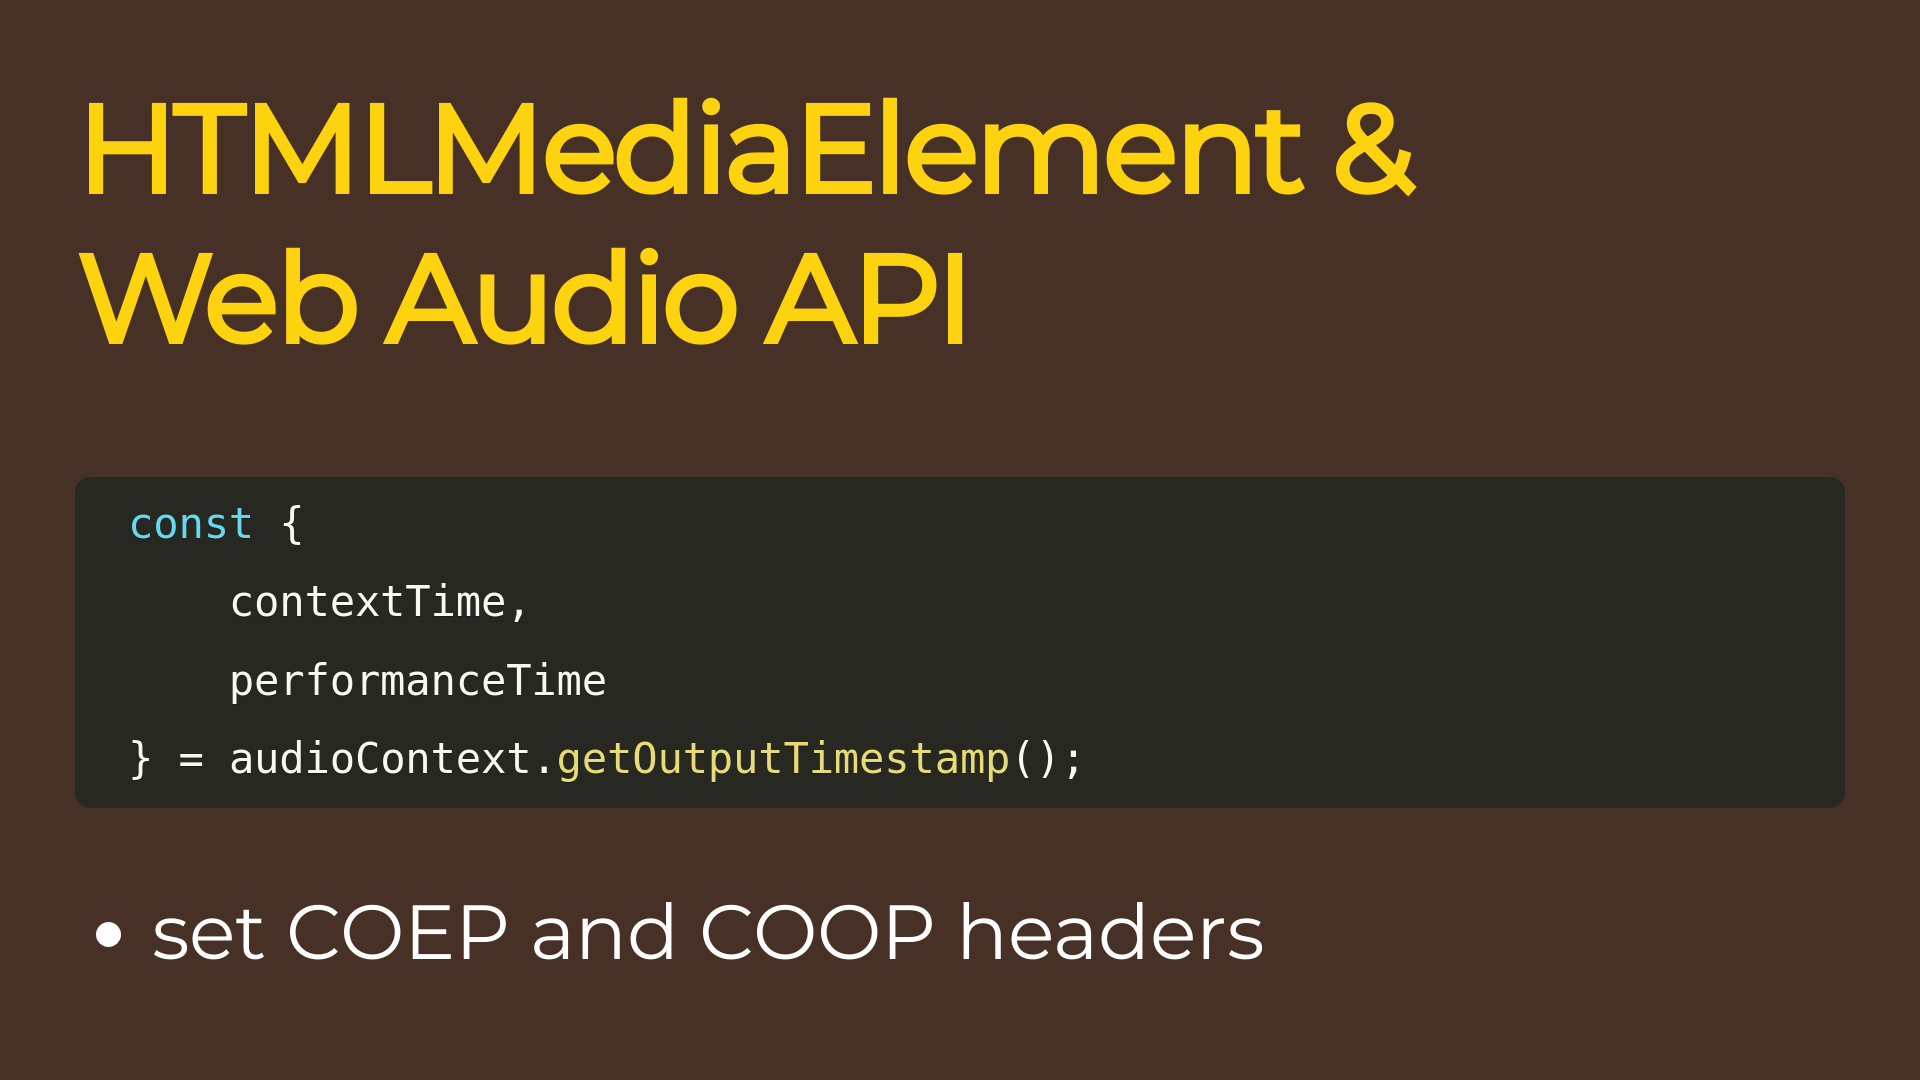 HTMLMediaElement &
Web Audio API
const {
    contextTime,
    performanceTime
} = audioContext.getOutputTimestamp();
• set COEP and COOP headers